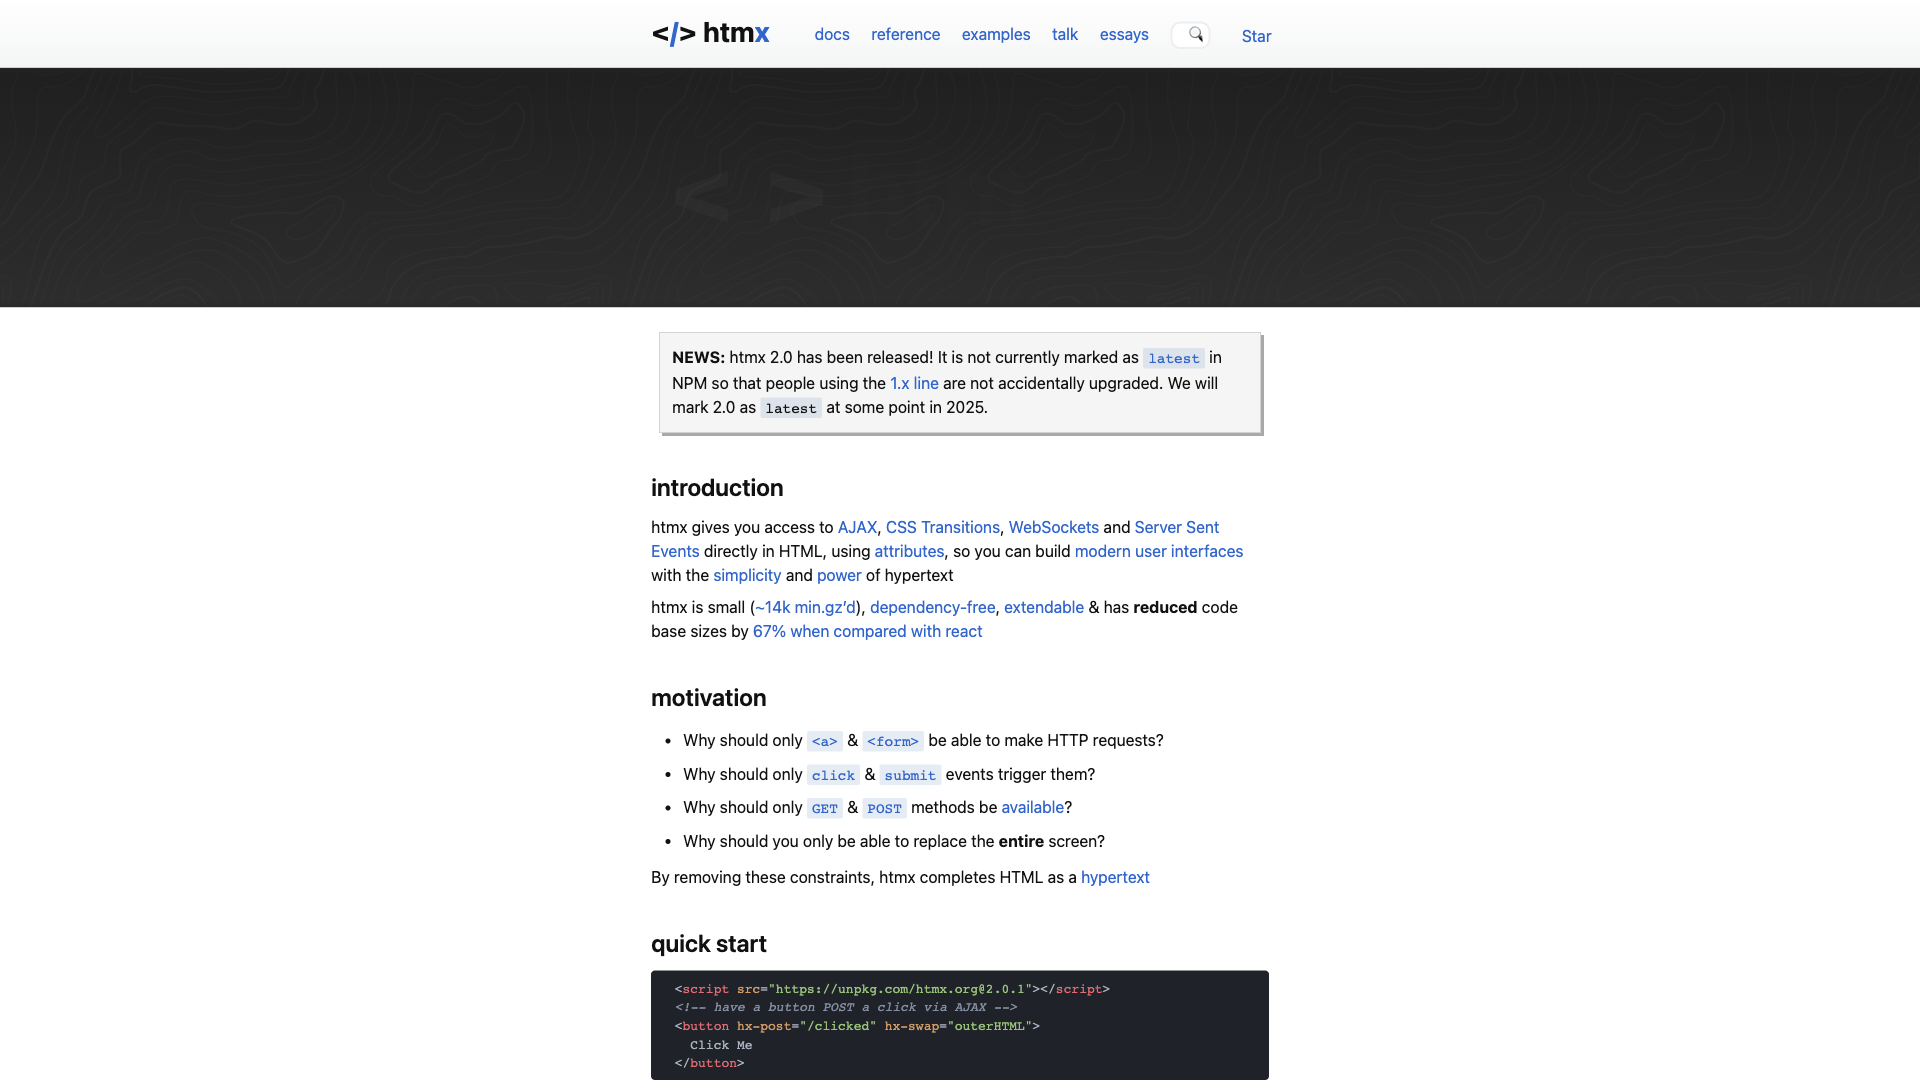 </> htmx docs reference examples talk essays Star
< >
NEWS: htmx 2.0 has been released! It is not currently marked as latest in
NPM so that people using the 1.x line are not accidentally upgraded. We will
mark 2.0 as latest at some point in 2025.
introduction
htmx gives you access to AJAX, CSS Transitions, WebSockets and Server Sent
Events directly in HTML, using attributes, so you can build modern user interfaces
with the simplicity and power of hypertext
htmx is small (~14k min.gz’d), dependency-free, extendable & has reduced code
base sizes by 67% when compared with react
motivation
• Why should only <a> & <form> be able to make HTTP requests?
• Why should only click & submit events trigger them?
• Why should only GET & POST methods be available?
• Why should you only be able to replace the entire screen?
By removing these constraints, htmx completes HTML as a hypertext
quick start
<script src="https://unpkg.com/htmx.org@2.0.1"></script>
<!-- have a button POST a click via AJAX -->
<button hx-post="/clicked" hx-swap="outerHTML">
Click Me
</button>